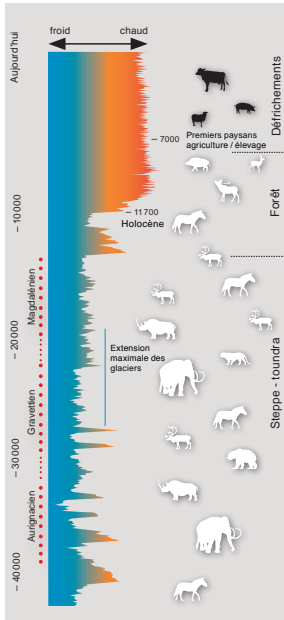 froid chaud
Aujourd'hui
– 10000
– 20000
– 30000
– 40000
Magdalénien
Gravettien
Aurignacien
– 7000
Premiers paysans
agriculture / élevage
– 11700
Holocène
Extension
maximale des
glaciers
Défrichements
Forêt
Steppe - toundra